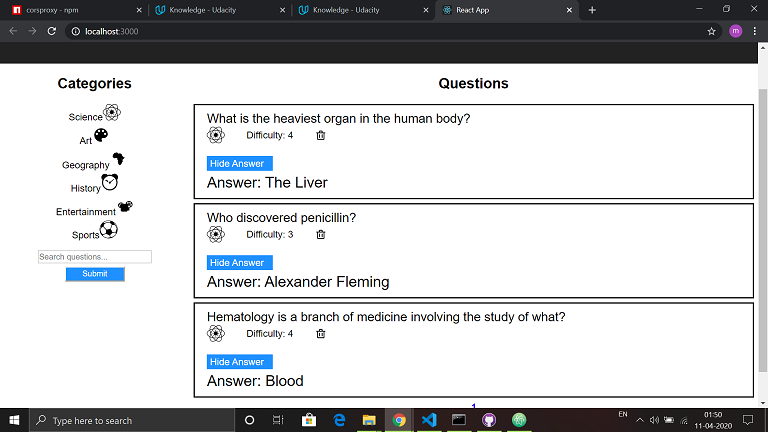 corsproxy - npm
Knowledge - Udacity
Knowledge - Udacity
React App
localhost:3000
m
Categories
Science
Art
Geography
History
Entertainment
Sports
Search questions...
Submit
Questions
What is the heaviest organ in the human body?
Difficulty: 4
Hide Answer
Answer: The Liver
Who discovered penicillin?
Difficulty: 3
Hide Answer
Answer: Alexander Fleming
Hematology is a branch of medicine involving the study of what?
Difficulty: 4
Hide Answer
Answer: Blood
1
Type here to search
EN
01:50
11-04-2020